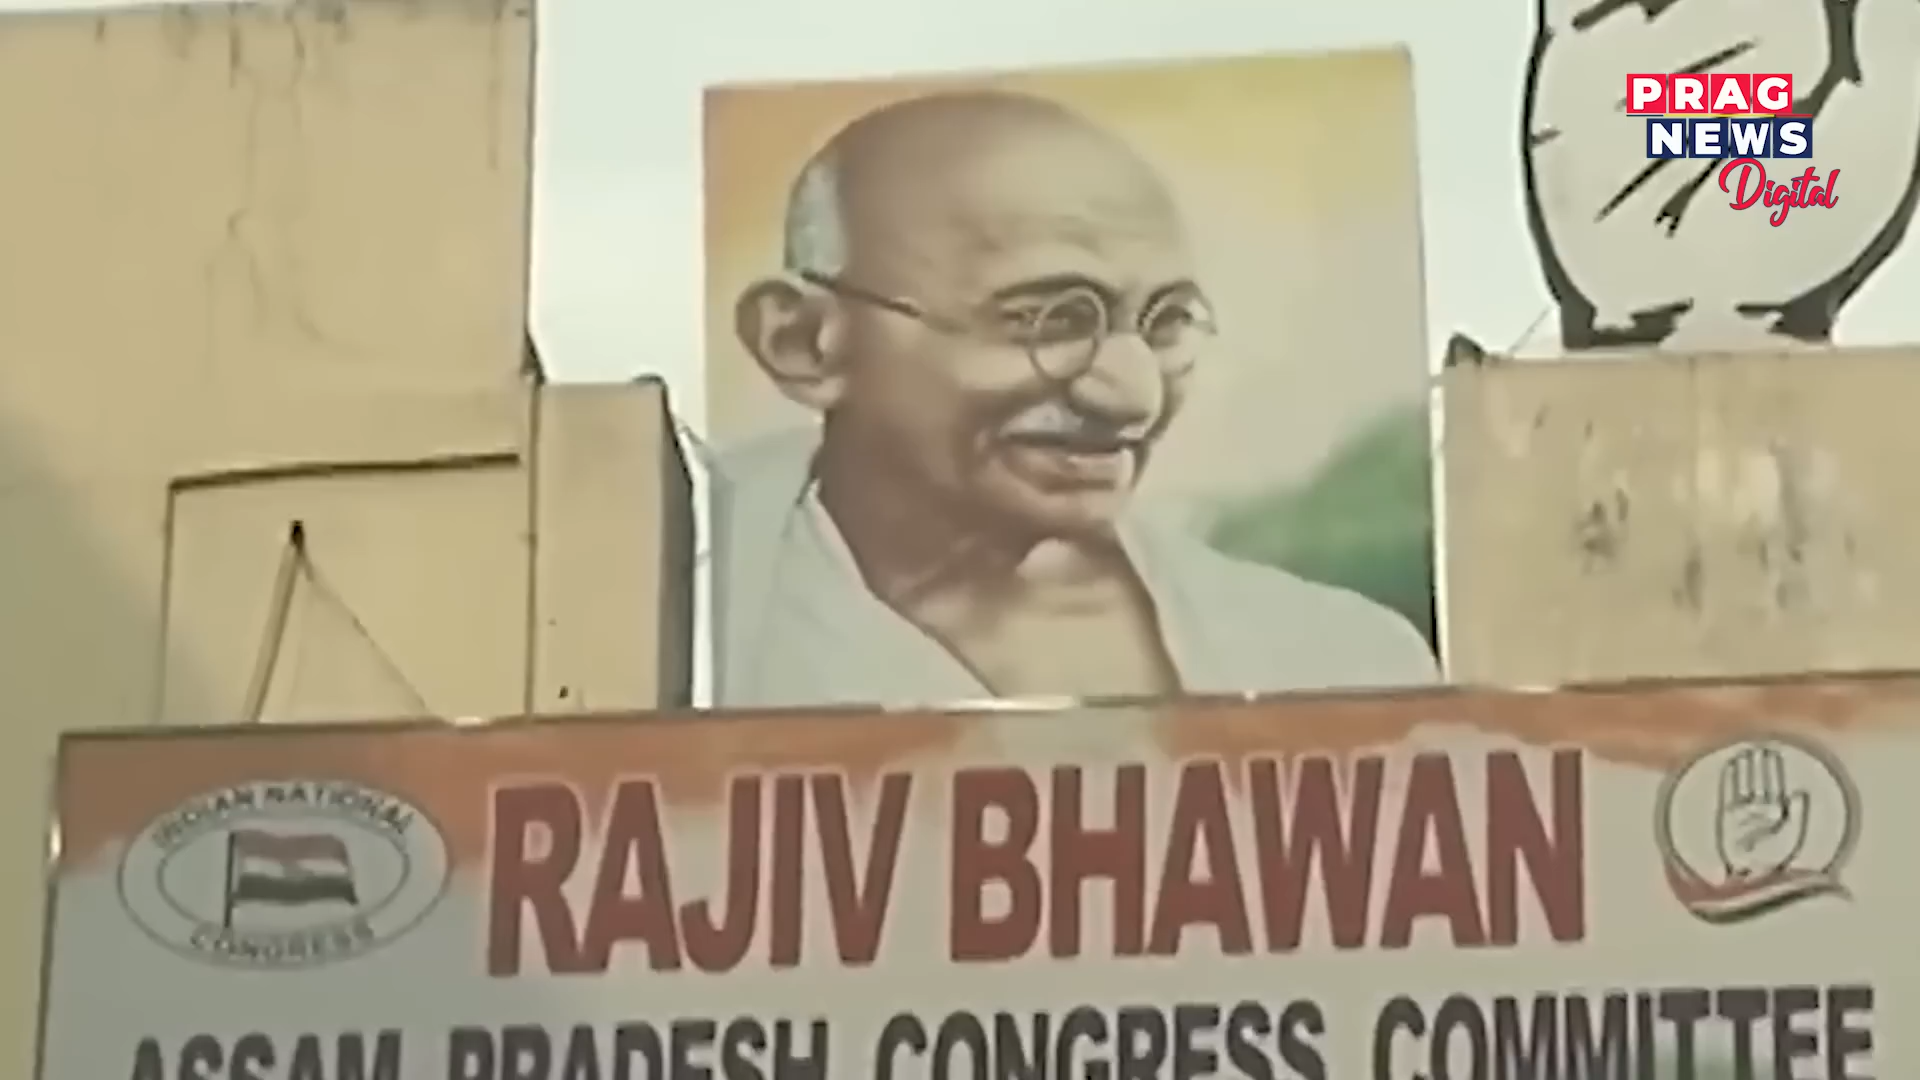 PRAG
NEWS
Digital
INDIAN NATIONAL
CONGRESS
RAJIV BHAWAN
ASSAM PRADESH CONGRESS COMMITTEE